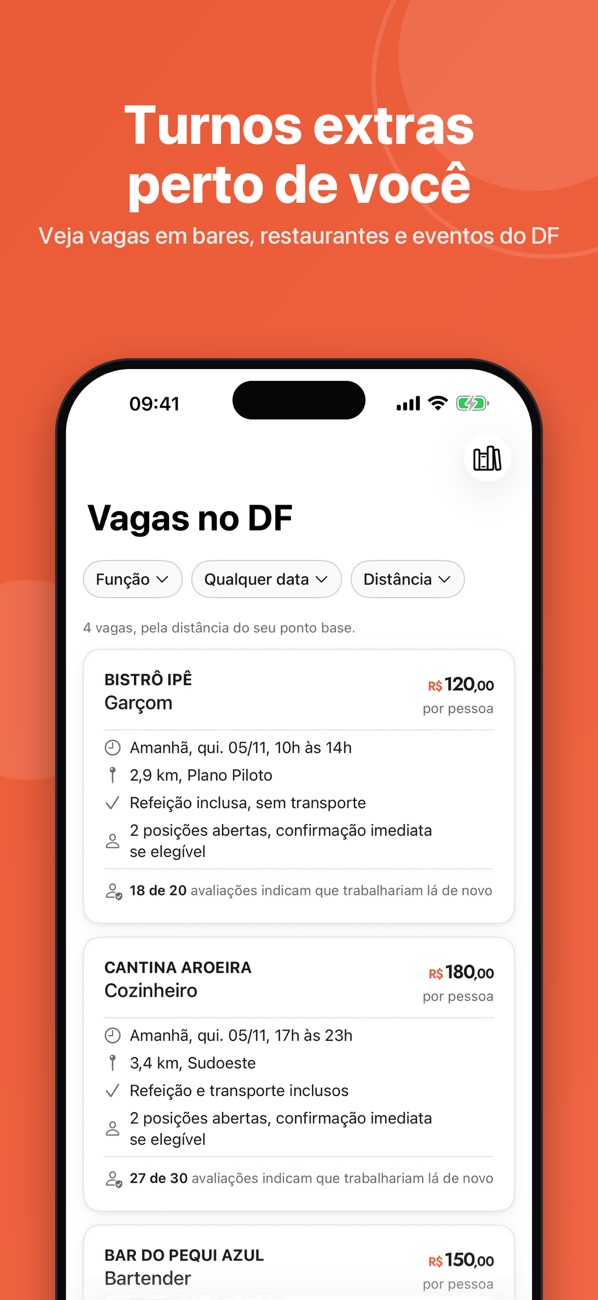 Turnos extras
perto de você
Veja vagas em bares, restaurantes e eventos do DF
09:41
Vagas no DF
Função
Qualquer data
Distância
4 vagas, pela distância do seu ponto base.
BISTRÔ IPÊ
Garçom
R$ 120,00
por pessoa
Amanhã, qui. 05/11, 10h às 14h
2,9 km, Plano Piloto
Refeição inclusa, sem transporte
2 posições abertas, confirmação imediata
se elegível
18 de 20 avaliações indicam que trabalhariam lá de novo
CANTINA AROEIRA
Cozinheiro
R$ 180,00
por pessoa
Amanhã, qui. 05/11, 17h às 23h
3,4 km, Sudoeste
Refeição e transporte inclusos
2 posições abertas, confirmação imediata
se elegível
27 de 30 avaliações indicam que trabalhariam lá de novo
BAR DO PEQUI AZUL
Bartender
R$ 150,00
por pessoa